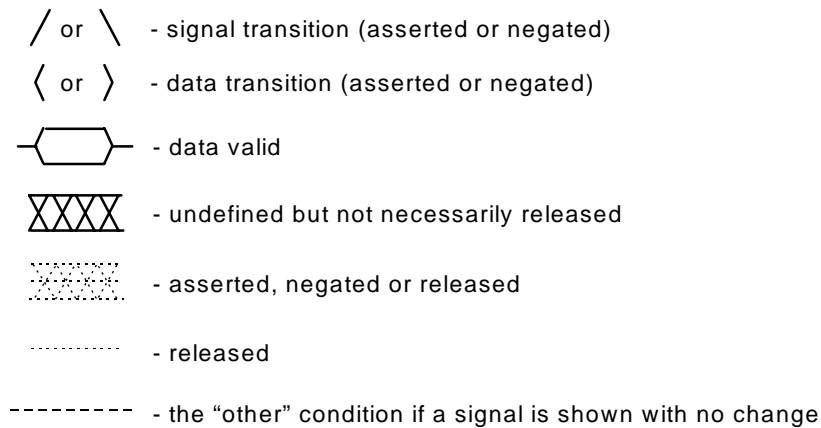 or - signal transition (asserted or negated)
or - data transition (asserted or negated)
- data valid
- undefined but not necessarily released
- asserted, negated or released
- released
- the “other” condition if a signal is shown with no change